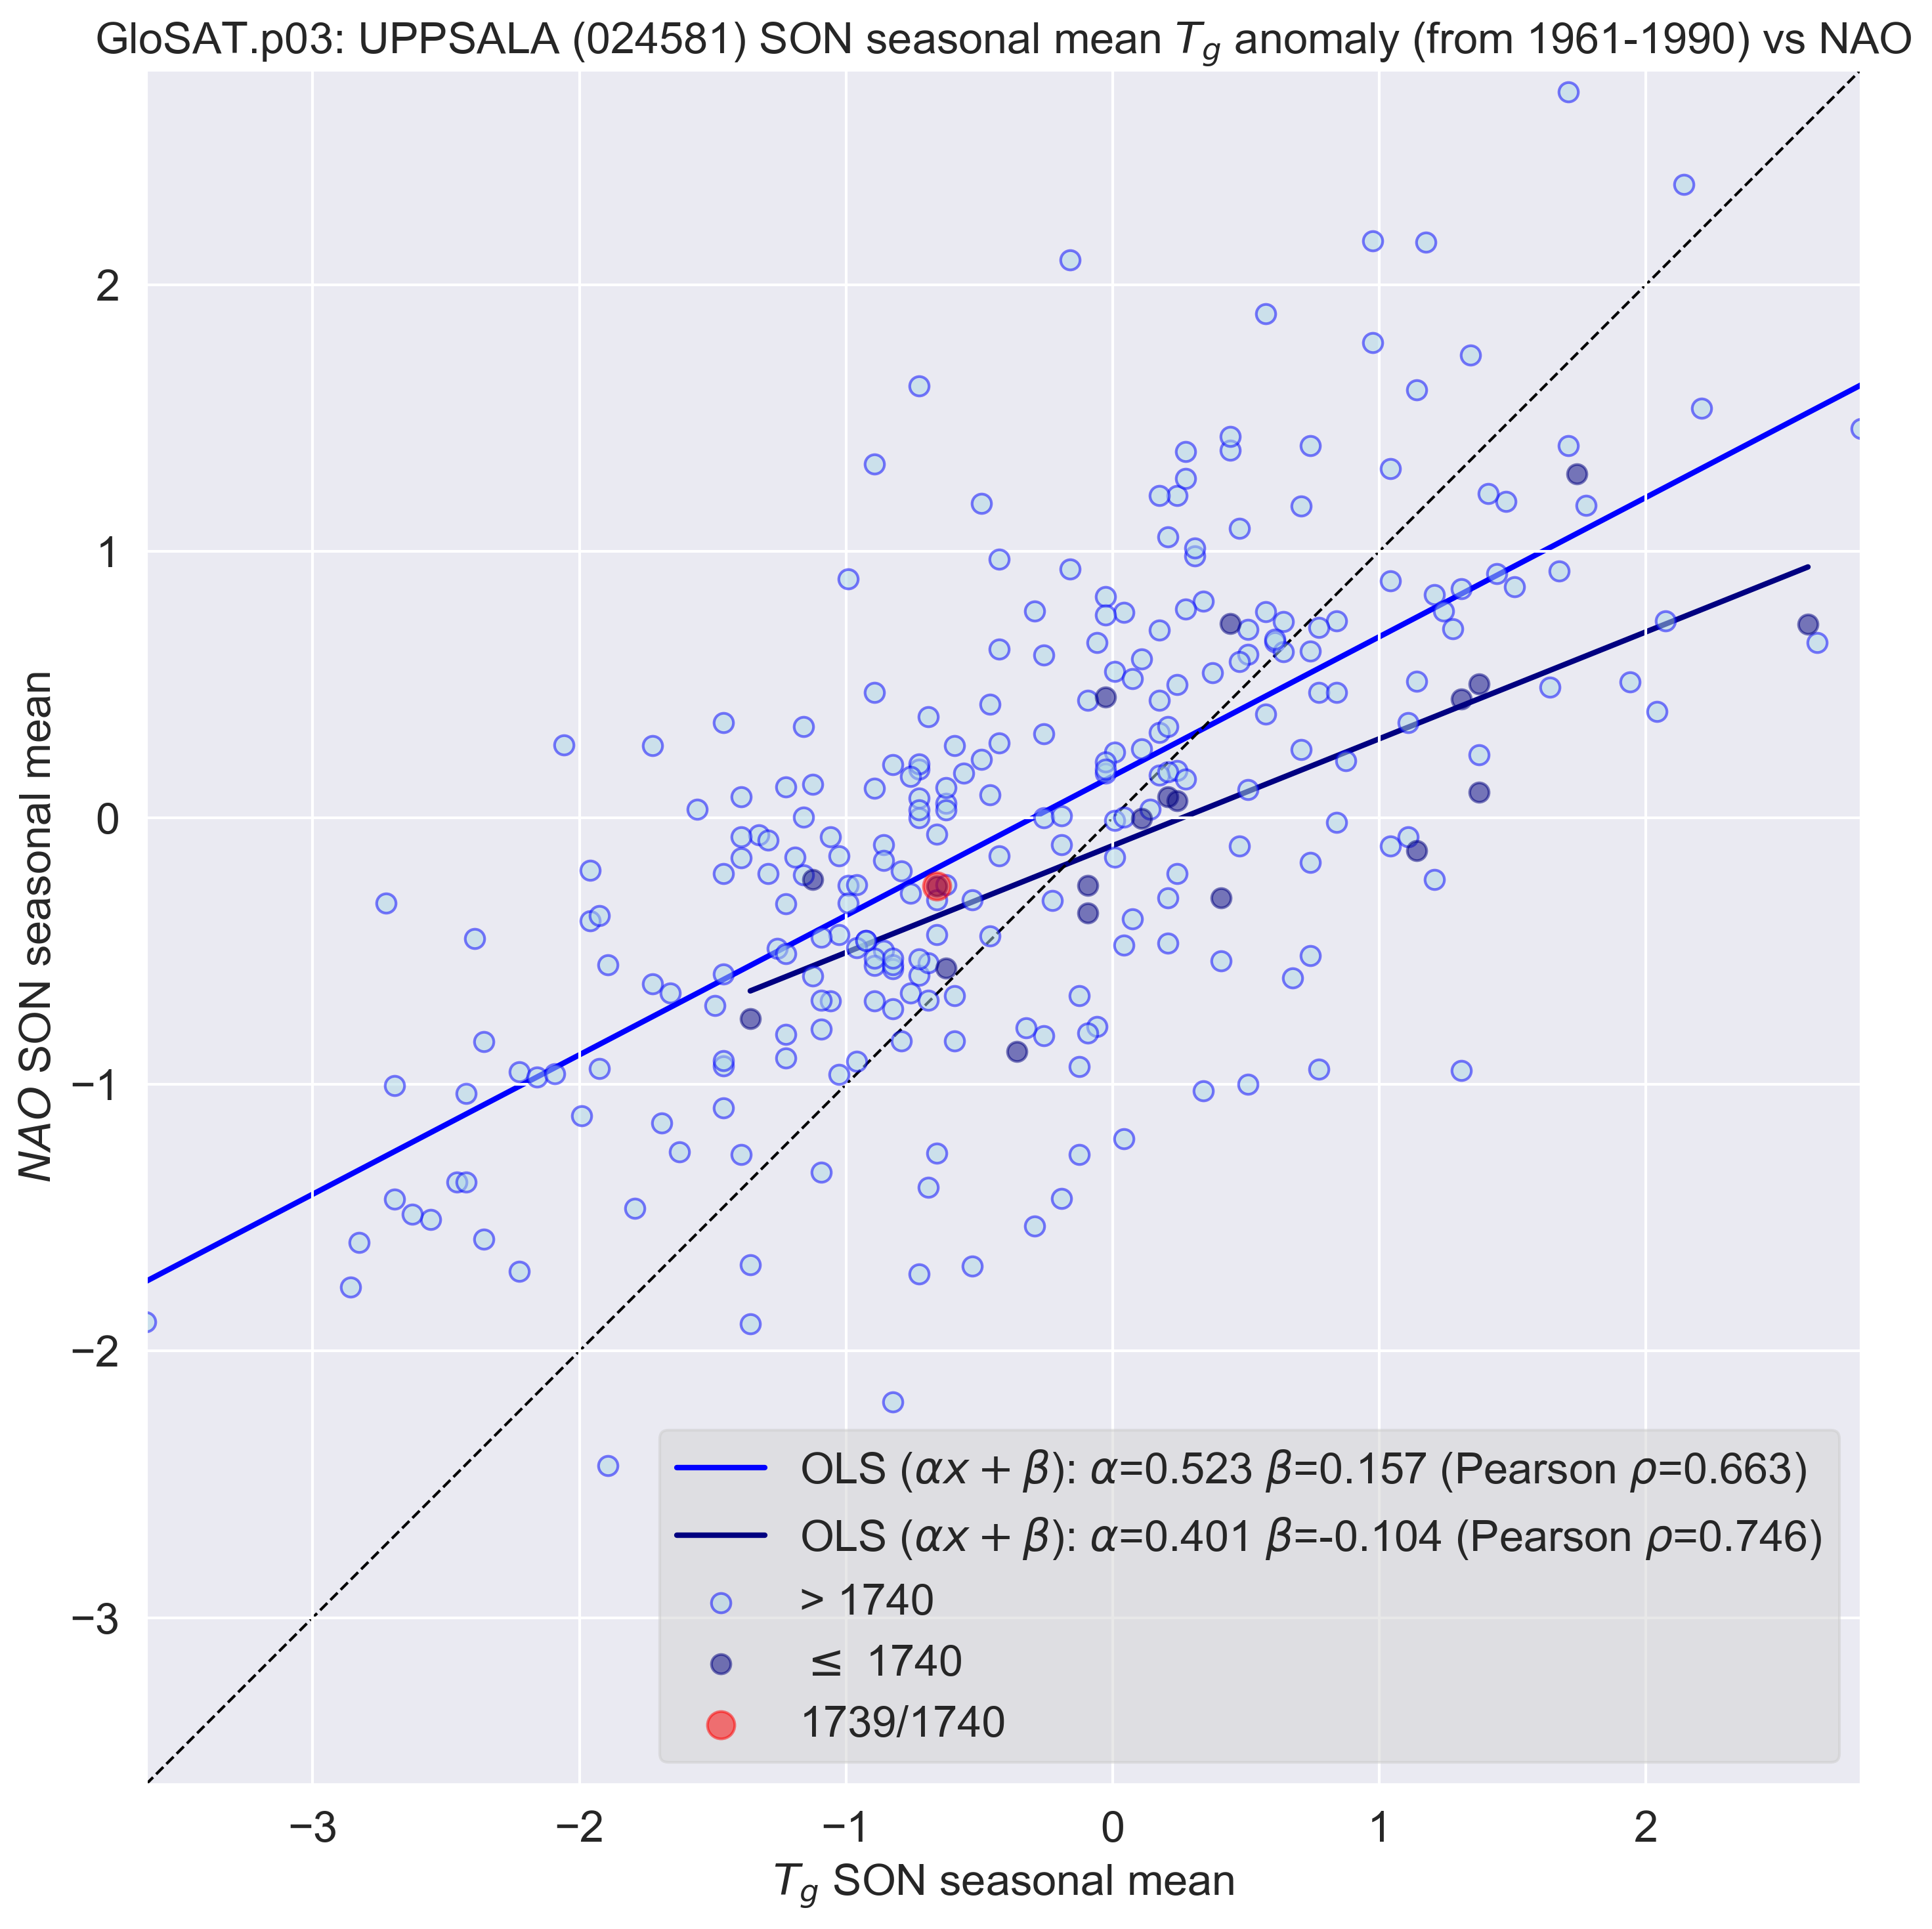 GloSAT.p03: UPPSALA (024581) SON seasonal mean Tg anomaly (from 1961-1990) vs NAO
2
1
0
−1
−2
−3
NAO SON seasonal mean
OLS (αx + β): α=0.523 β=0.157 (Pearson ρ=0.663)
OLS (αx + β): α=0.401 β=-0.104 (Pearson ρ=0.746)
> 1740
≤ 1740
1739/1740
−3 −2 −1 0 1 2
Tg SON seasonal mean